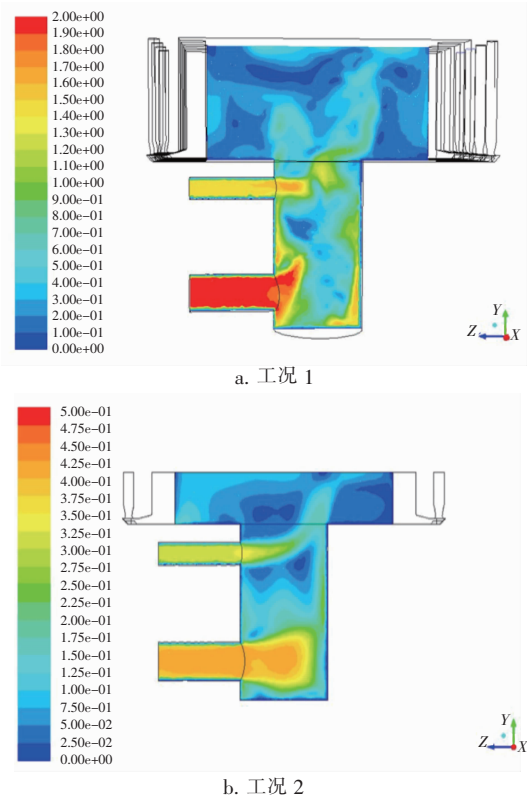 2.00e+00
1.90e+00
1.80e+00
1.70e+00
1.60e+00
1.50e+00
1.40e+00
1.30e+00
1.20e+00
1.10e+00
1.00e+00
9.00e-01
8.00e-01
7.00e-01
6.00e-01
5.00e-01
4.00e-01
3.00e-01
2.00e-01
1.00e-01
0.00e+00
Y
Z
X
a. 工况 1
5.00e-01
4.75e-01
4.50e-01
4.25e-01
4.00e-01
3.75e-01
3.50e-01
3.25e-01
3.00e-01
2.75e-01
2.50e-01
2.25e-01
2.00e-01
1.75e-01
1.50e-01
1.25e-01
1.00e-01
7.50e-02
5.00e-02
2.50e-02
0.00e+00
Y
Z
X
b. 工况 2